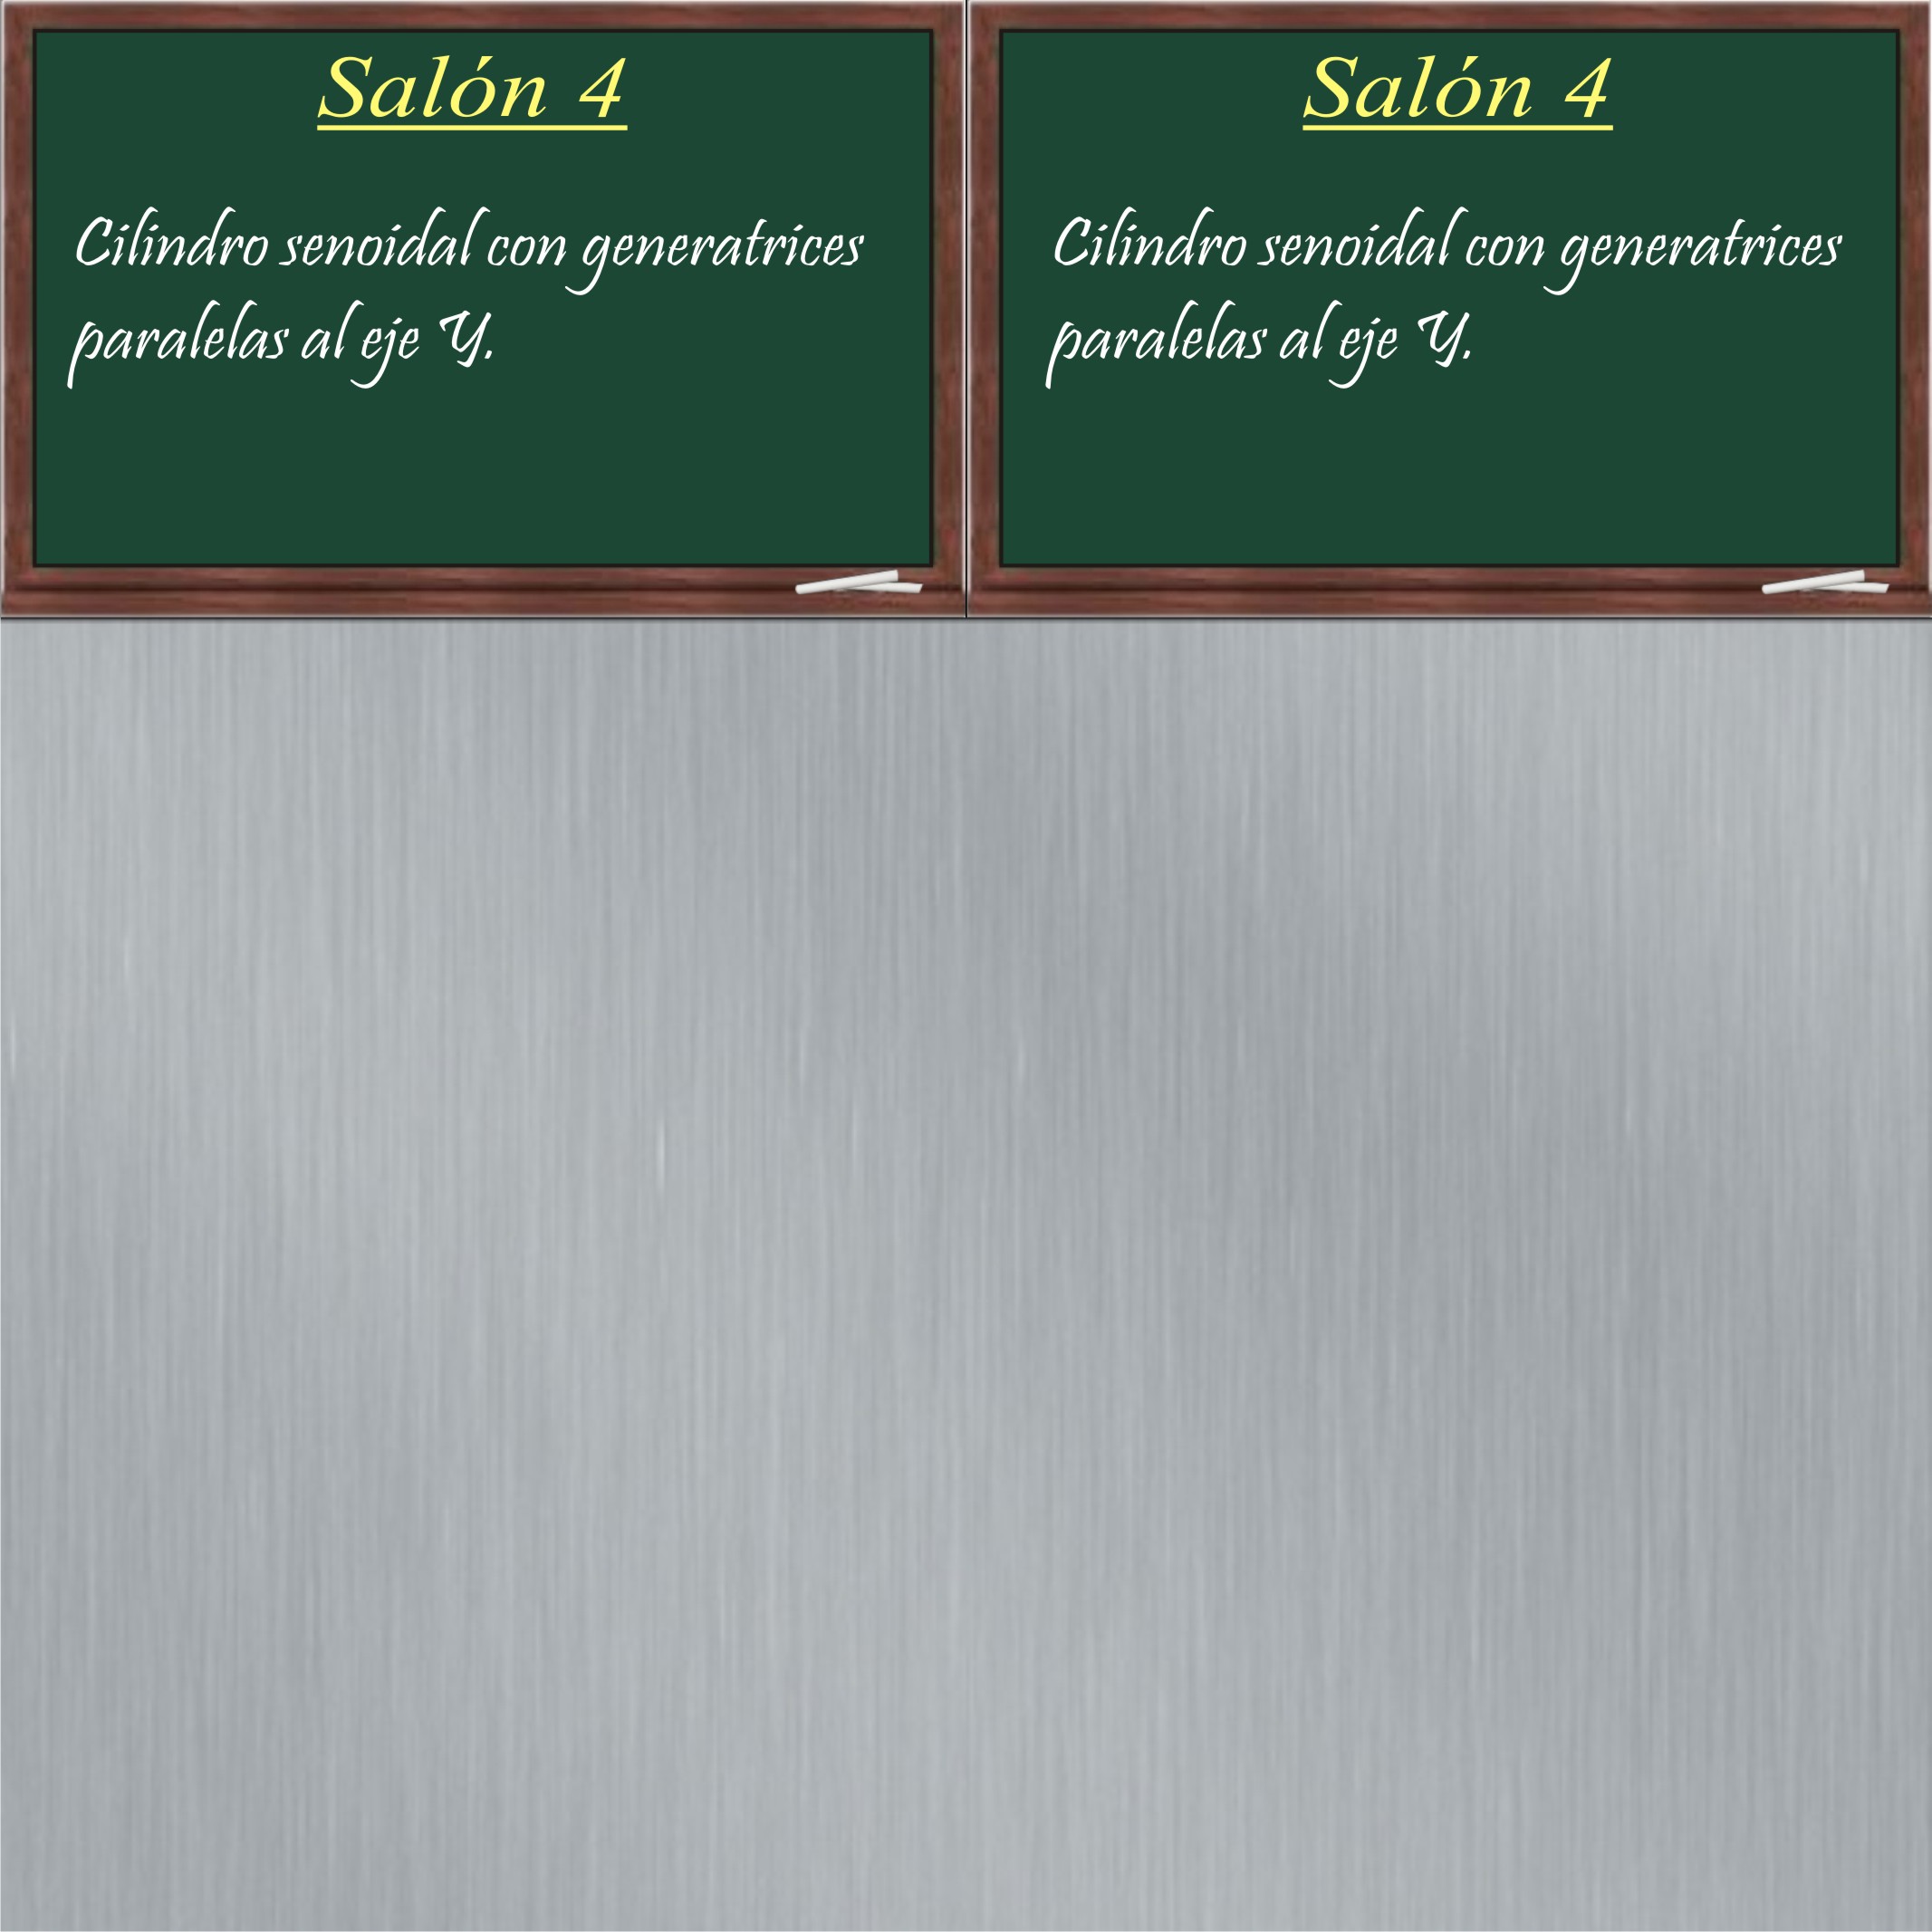 Salón 4
Cilindro senoidal con generatrices
paralelas al eje Y.
Salón 4
Cilindro senoidal con generatrices
paralelas al eje Y.